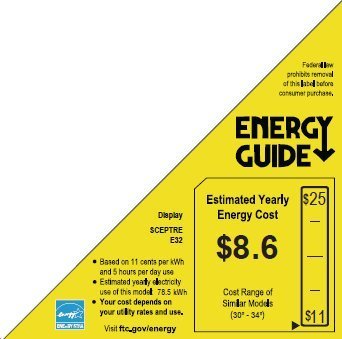 Federal law
prohibits removal
of this label before
consumer purchase.
ENERGY
GUIDE
Display
SCEPTRE
E32
Estimated Yearly
Energy Cost
$8.6
Cost Range of
Similar Models
(30" - 34")
$25
$11
• Based on 11 cents per kWh
and 5 hours per day use
• Estimated yearly electricity
use of this model: 78.5 kWh
• Your cost depends on
your utility rates and use.
Visit ftc.gov/energy
ENERGY STAR